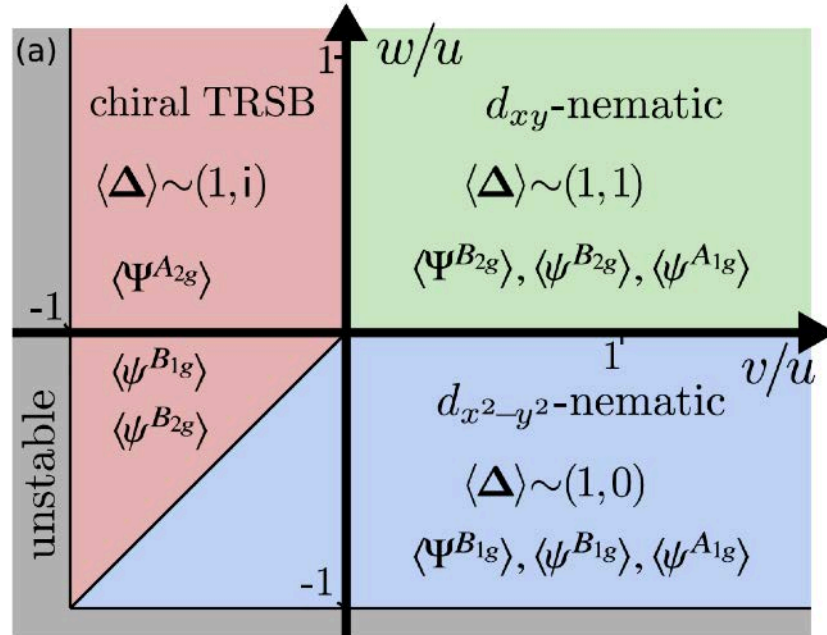 (a)
w/u
1
chiral TRSB
⟨Δ⟩~(1,i)
⟨Ψ^{A_{2g}}⟩
d_{xy}-nematic
⟨Δ⟩~(1,1)
⟨Ψ^{B_{2g}}⟩, ⟨ψ^{B_{2g}}⟩, ⟨ψ^{A_{1g}}⟩
-1
1
v/u
⟨ψ^{B_{1g}}⟩
⟨ψ^{B_{2g}}⟩
d_{x^2-y^2}-nematic
⟨Δ⟩~(1,0)
⟨Ψ^{B_{1g}}⟩, ⟨ψ^{B_{1g}}⟩, ⟨ψ^{A_{1g}}⟩
unstable
-1